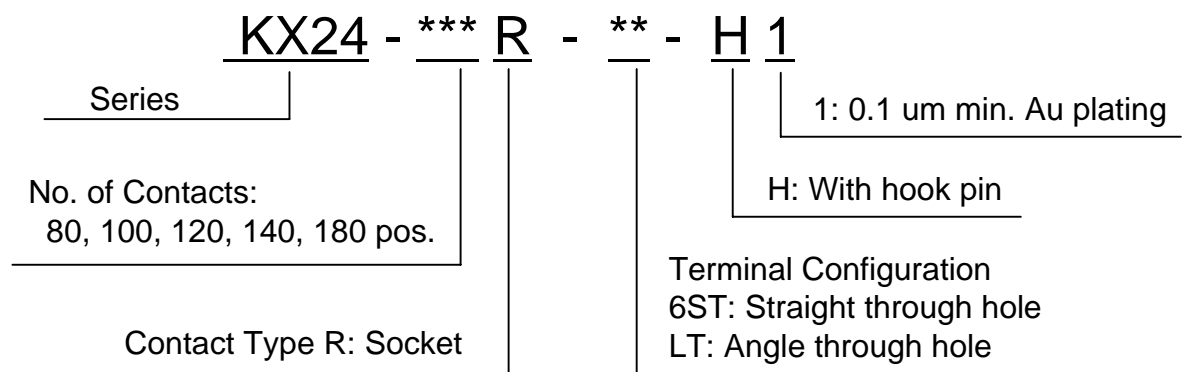 KX24 - *** R - ** - H 1
Series
1: 0.1 um min. Au plating
No. of Contacts:
80, 100, 120, 140, 180 pos.
H: With hook pin
Terminal Configuration
6ST: Straight through hole
LT: Angle through hole
Contact Type R: Socket